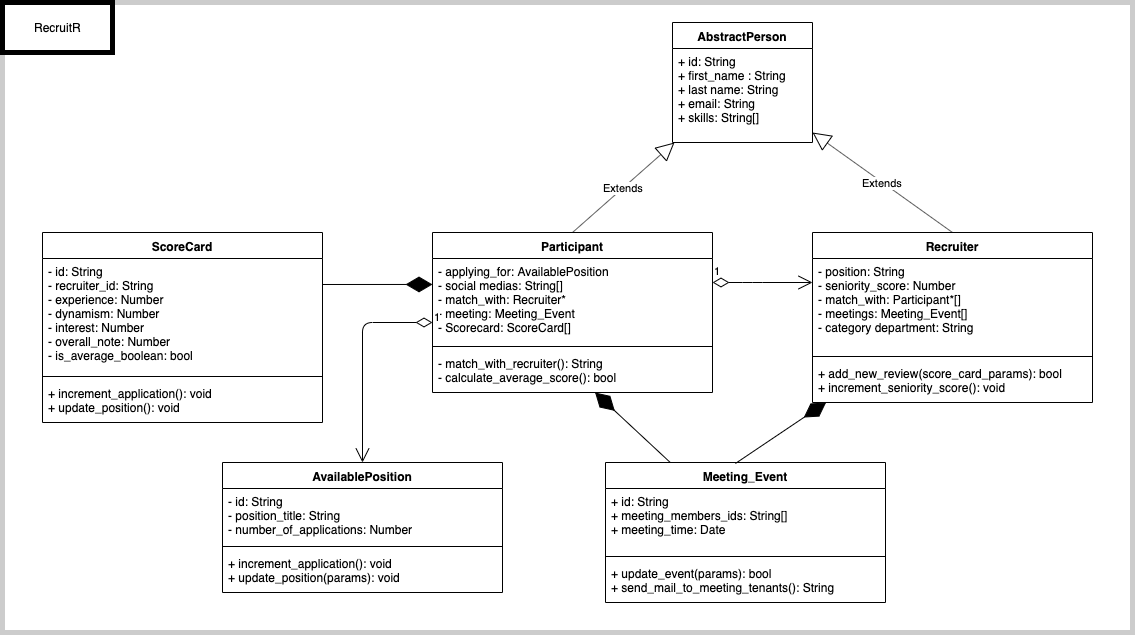 RecruitR
AbstractPerson
+ id: String
+ first_name : String
+ last name: String
+ email: String
+ skills: String[]
Extends
Extends
ScoreCard
- id: String
- recruiter_id: String
- experience: Number
- dynamism: Number
- interest: Number
- overall_note: Number
- is_average_boolean: bool
+ increment_application(): void
+ update_position(): void
Participant
- applying_for: AvailablePosition
- social medias: String[]
- match_with: Recruiter*
- meeting: Meeting_Event
- Scorecard: ScoreCard[]
- match_with_recruiter(): String
- calculate_average_score(): bool
1
1
Recruiter
- position: String
- seniority_score: Number
- match_with: Participant*[]
- meetings: Meeting_Event[]
- category department: String
+ add_new_review(score_card_params): bool
+ increment_seniority_score(): void
AvailablePosition
- id: String
- position_title: String
- number_of_applications: Number
+ increment_application(): void
+ update_position(params): void
Meeting_Event
+ id: String
+ meeting_members_ids: String[]
+ meeting_time: Date
+ update_event(params): bool
+ send_mail_to_meeting_tenants(): String